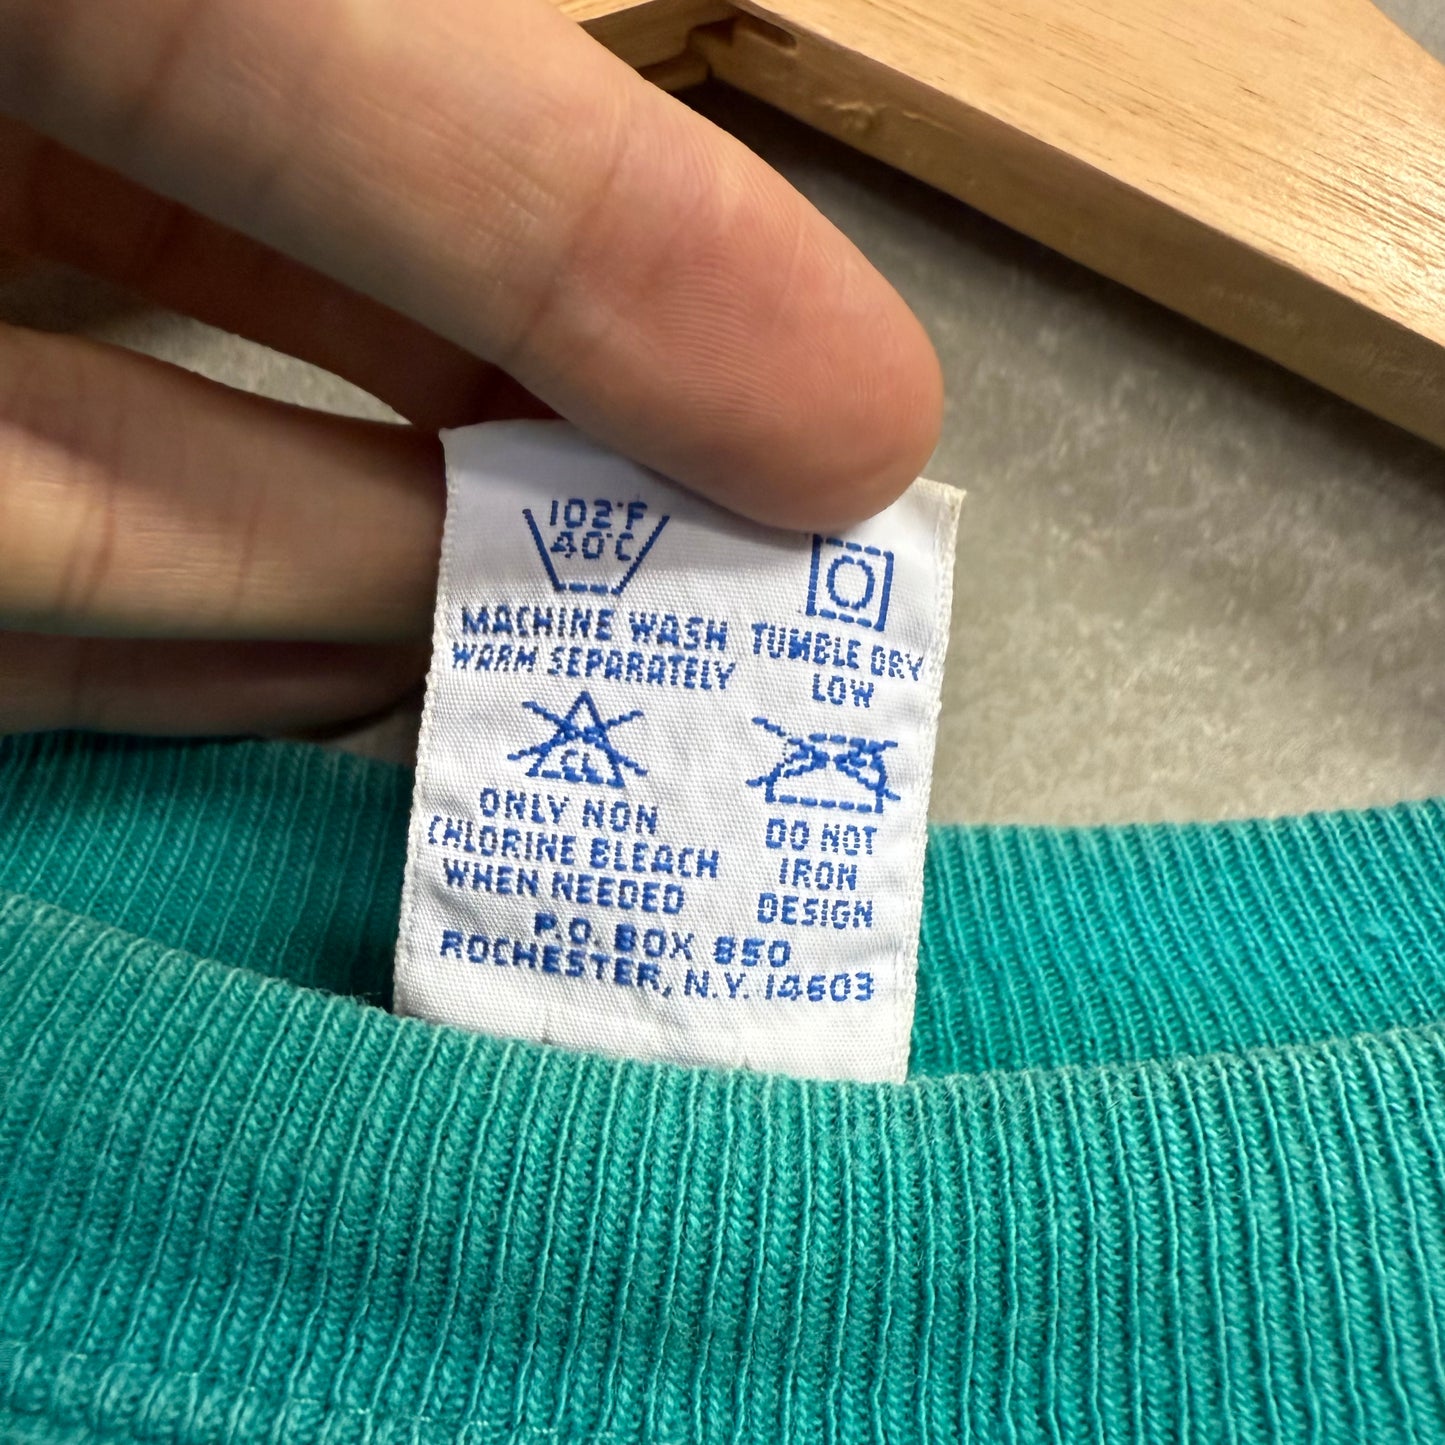 102°F
40°C
MACHINE WASH
WARM SEPARATELY
TUMBLE DRY
LOW
CL
ONLY NON
CHLORINE BLEACH
WHEN NEEDED
DO NOT
IRON
DESIGN
P.O. BOX 850
ROCHESTER, N.Y. 14603